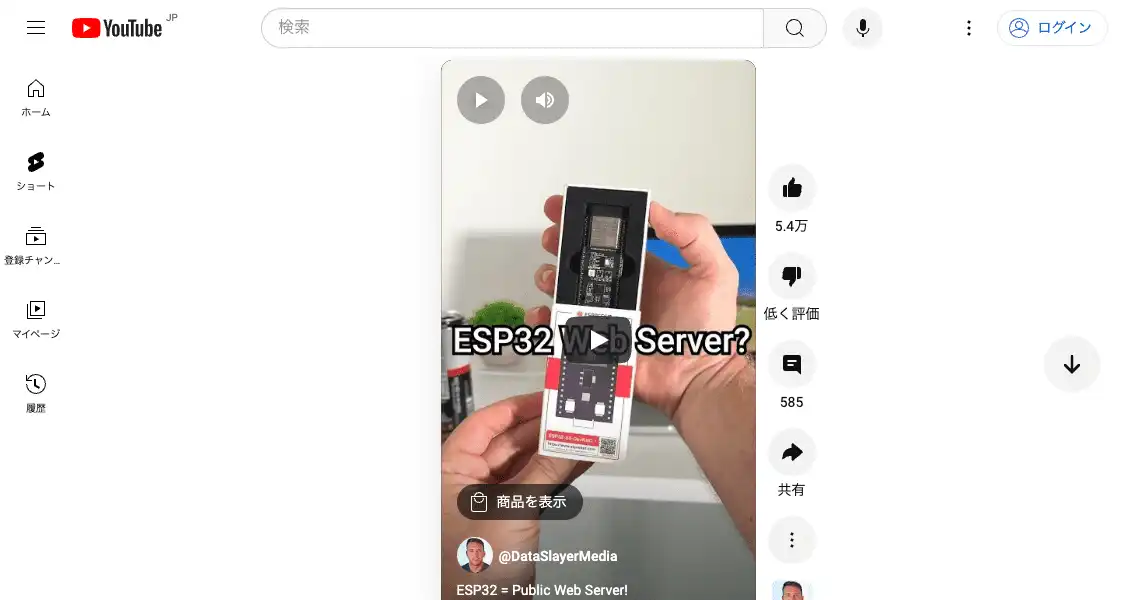 YouTube JP
検索
ログイン
ホーム
ショート
登録チャン...
マイページ
履歴
ESP32 Web Server?
商品を表示
@DataSlayerMedia
ESP32 = Public Web Server!
5.4万
低く評価
585
共有